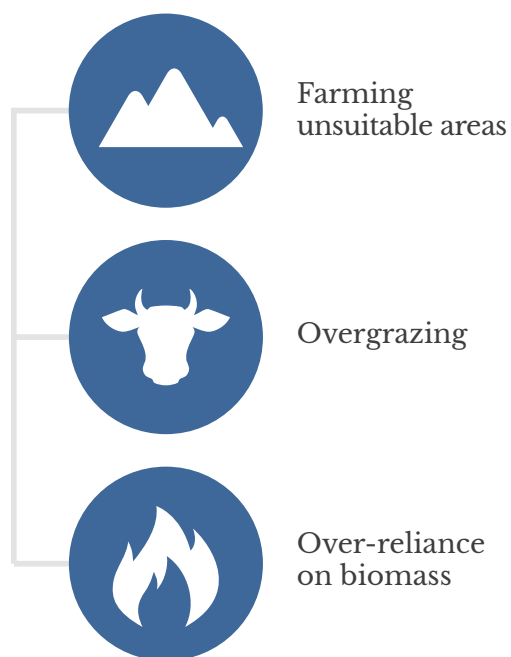 Farming
unsuitable areas
Overgrazing
Over-reliance
on biomass